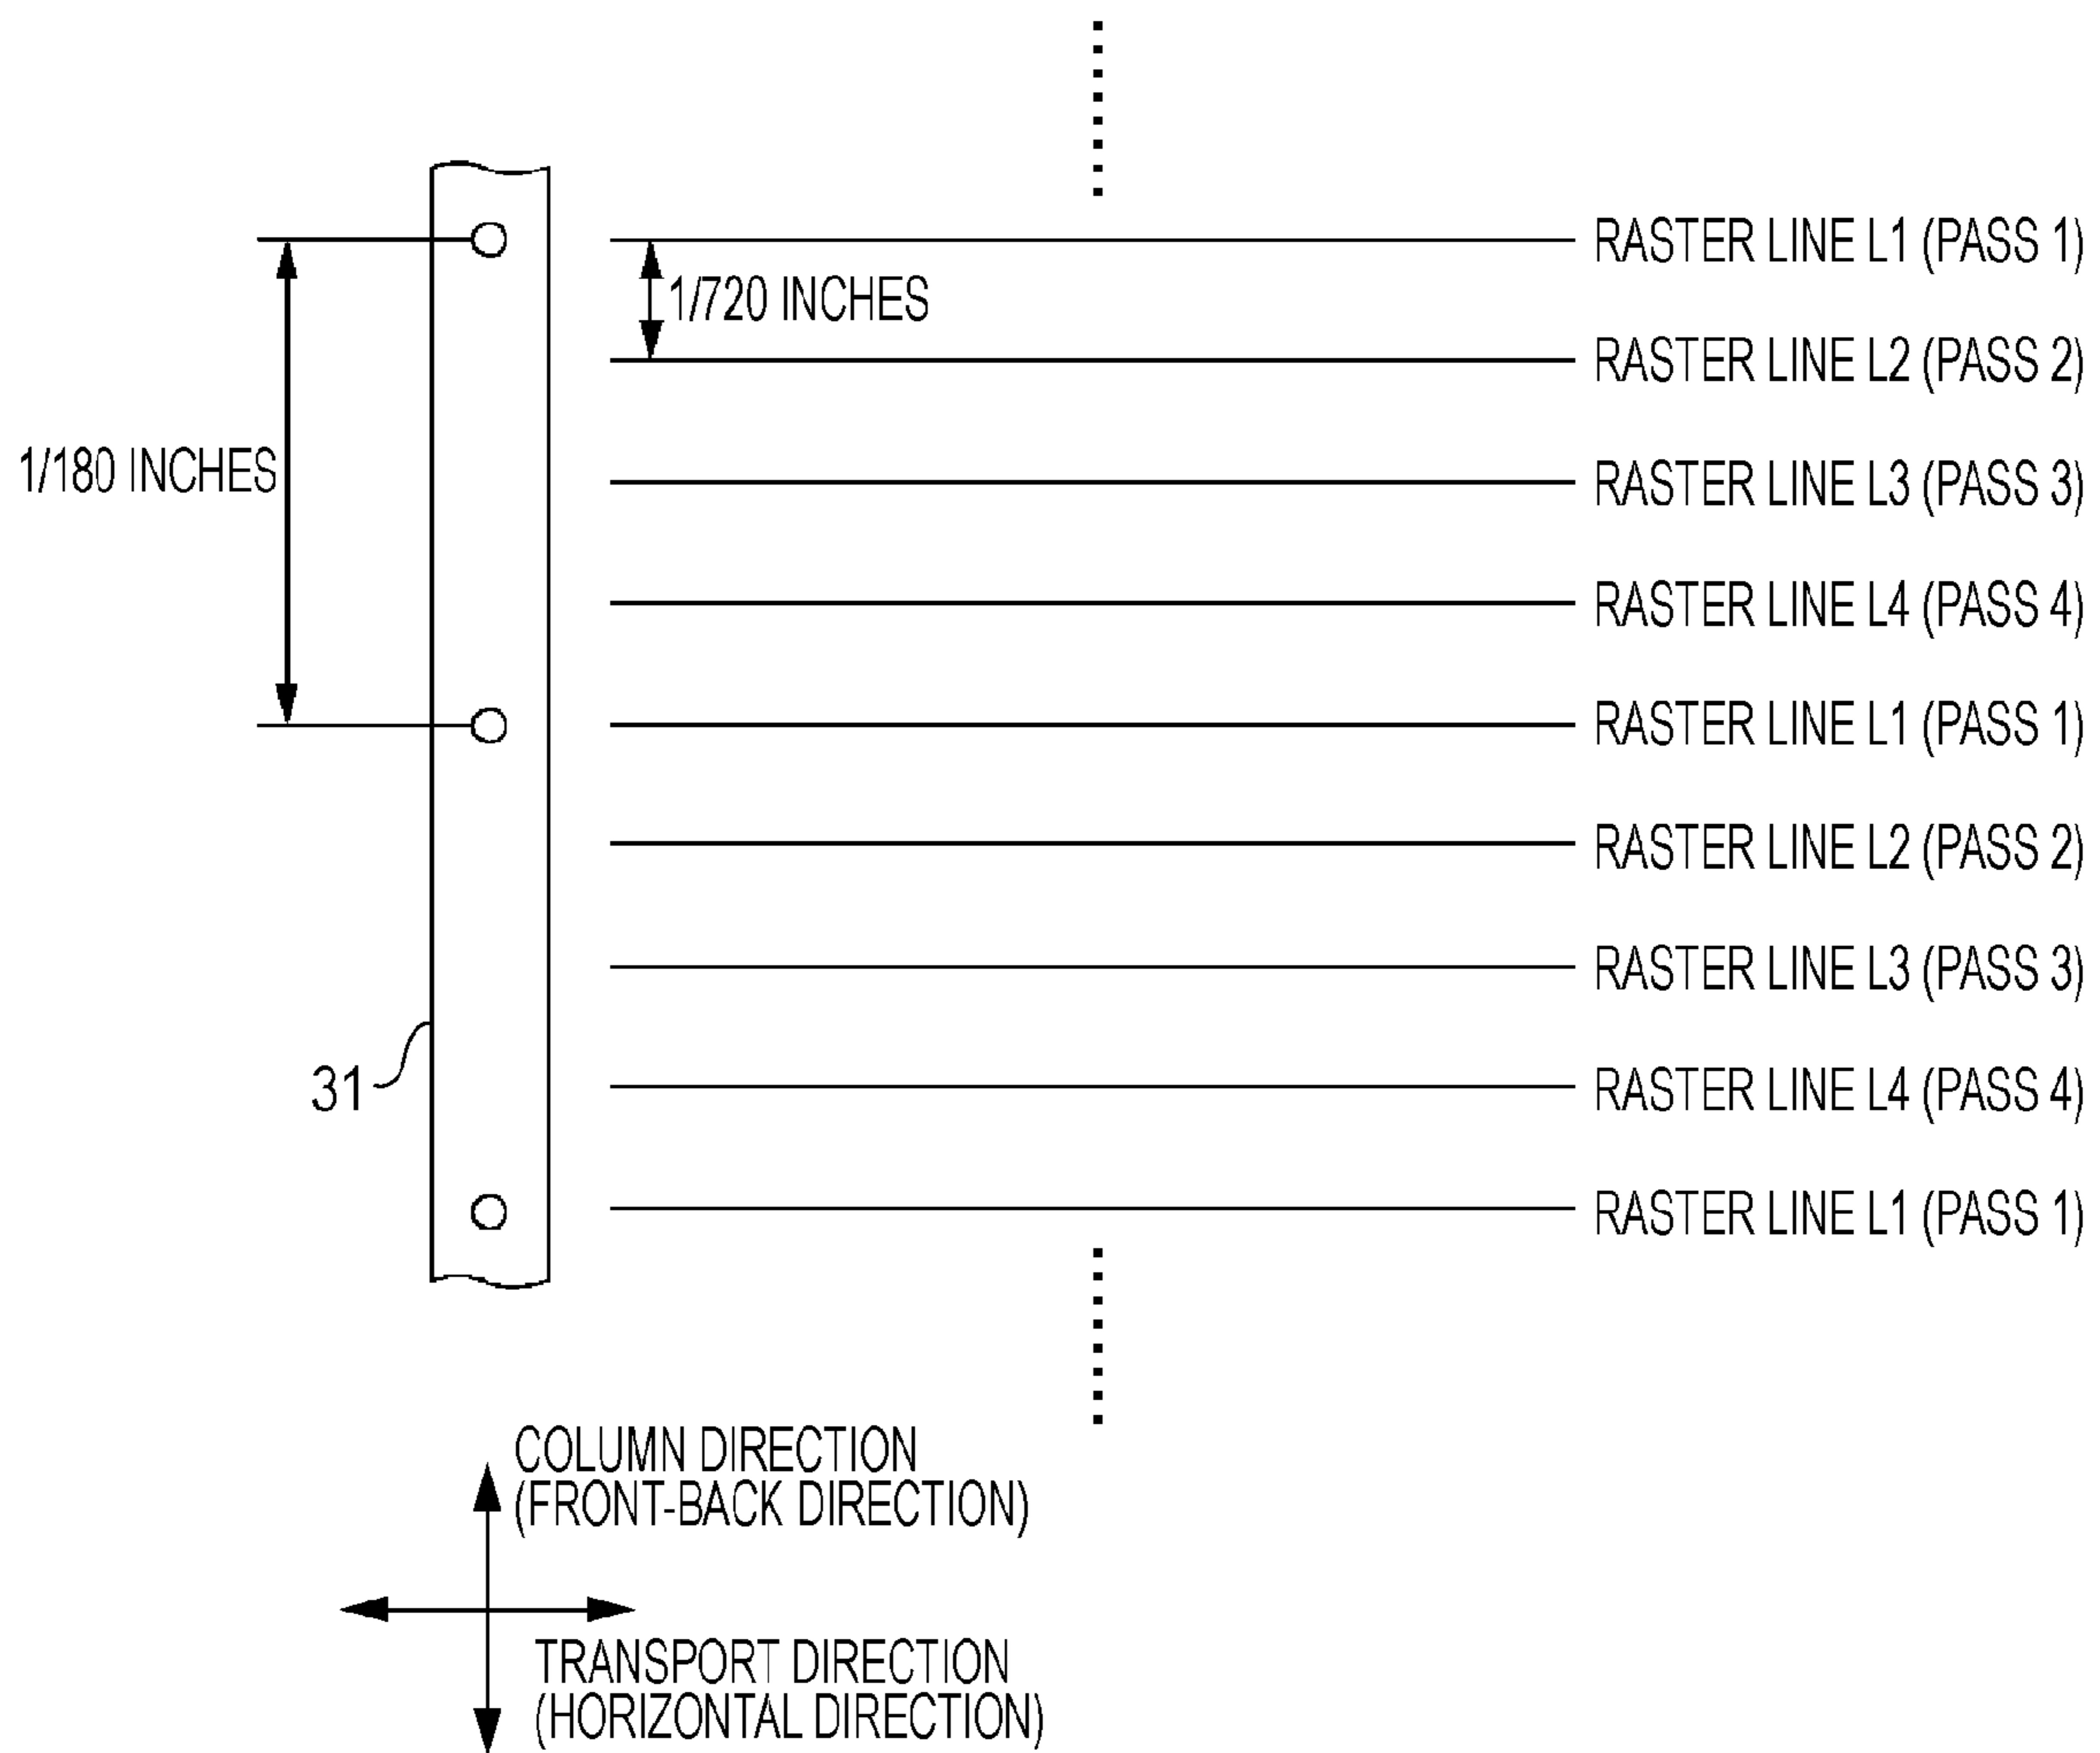 RASTER LINE L1 (PASS 1)
1/720 INCHES
RASTER LINE L2 (PASS 2)
1/180 INCHES
RASTER LINE L3 (PASS 3)
RASTER LINE L4 (PASS 4)
RASTER LINE L1 (PASS 1)
RASTER LINE L2 (PASS 2)
RASTER LINE L3 (PASS 3)
31
RASTER LINE L4 (PASS 4)
RASTER LINE L1 (PASS 1)
COLUMN DIRECTION
(FRONT-BACK DIRECTION)
TRANSPORT DIRECTION
(HORIZONTAL DIRECTION)